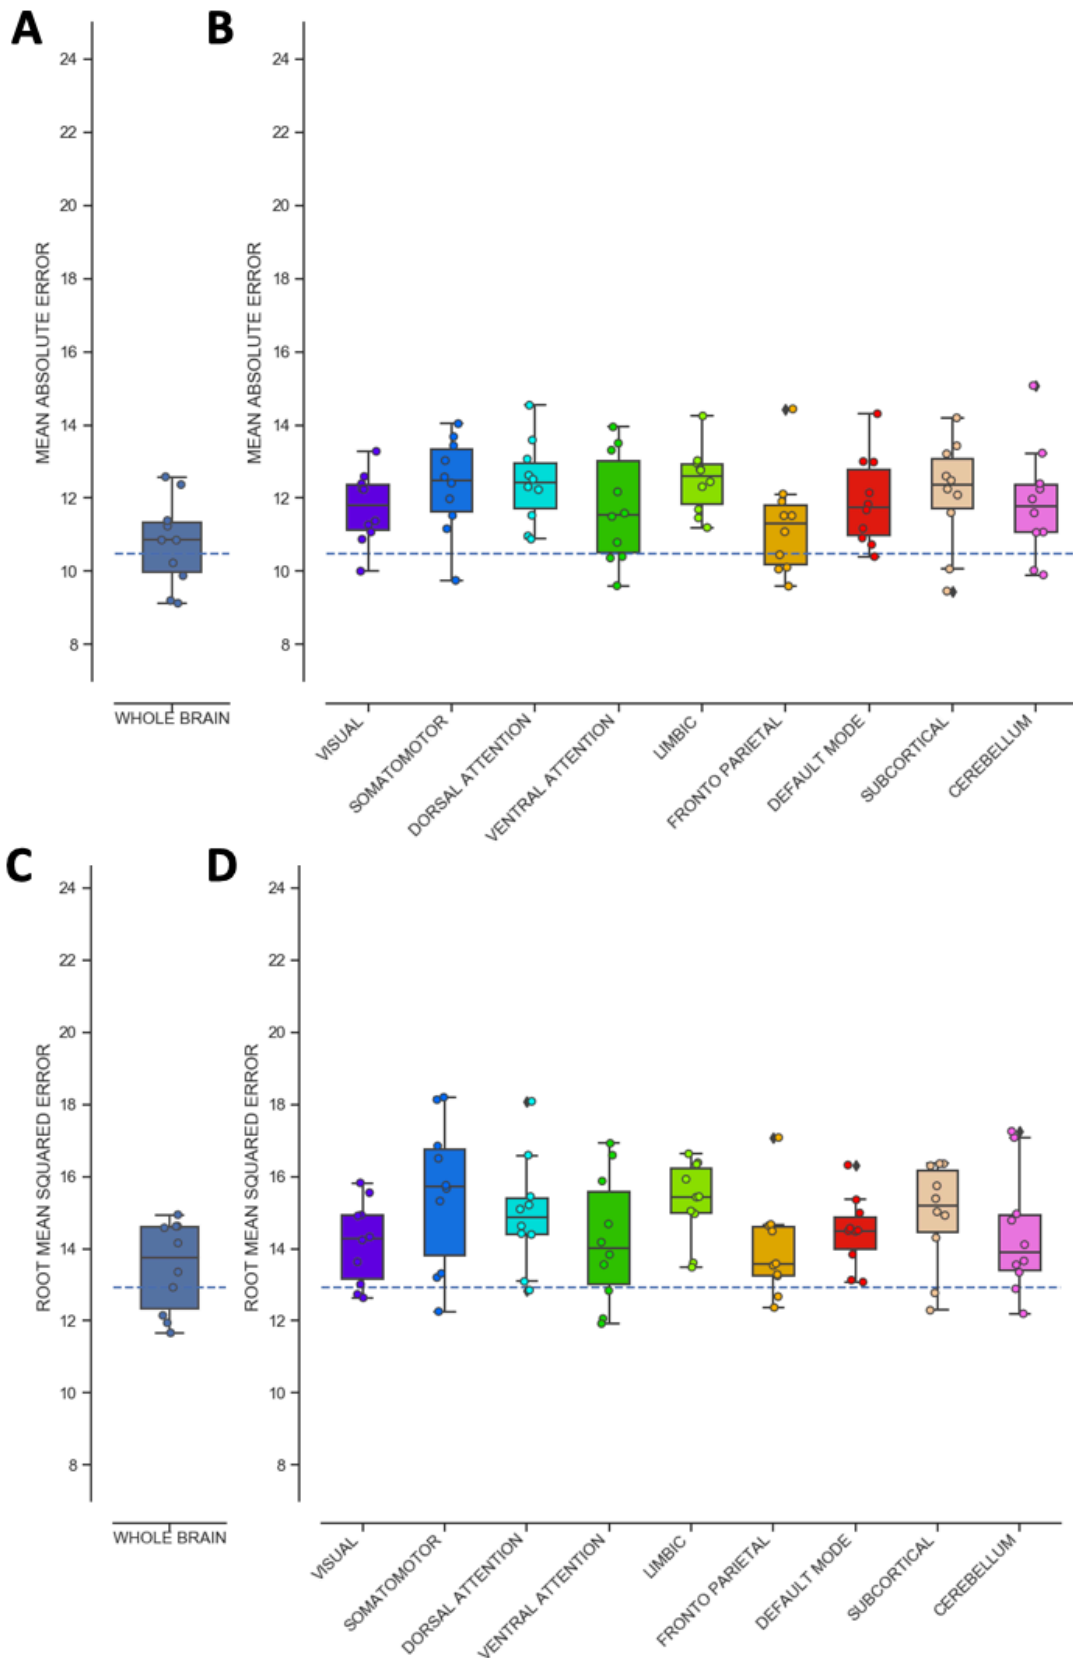 A
B
24
22
20
18
16
14
12
10
8
MEAN ABSOLUTE ERROR
WHOLE BRAIN
24
22
20
18
16
14
12
10
8
MEAN ABSOLUTE ERROR
VISUAL
SOMATOMOTOR
DORSAL ATTENTION
VENTRAL ATTENTION
LIMBIC
FRONTO PARIETAL
DEFAULT MODE
SUBCORTICAL
CEREBELLUM
C
D
24
22
20
18
16
14
12
10
8
ROOT MEAN SQUARED ERROR
WHOLE BRAIN
24
22
20
18
16
14
12
10
8
ROOT MEAN SQUARED ERROR
VISUAL
SOMATOMOTOR
DORSAL ATTENTION
VENTRAL ATTENTION
LIMBIC
FRONTO PARIETAL
DEFAULT MODE
SUBCORTICAL
CEREBELLUM